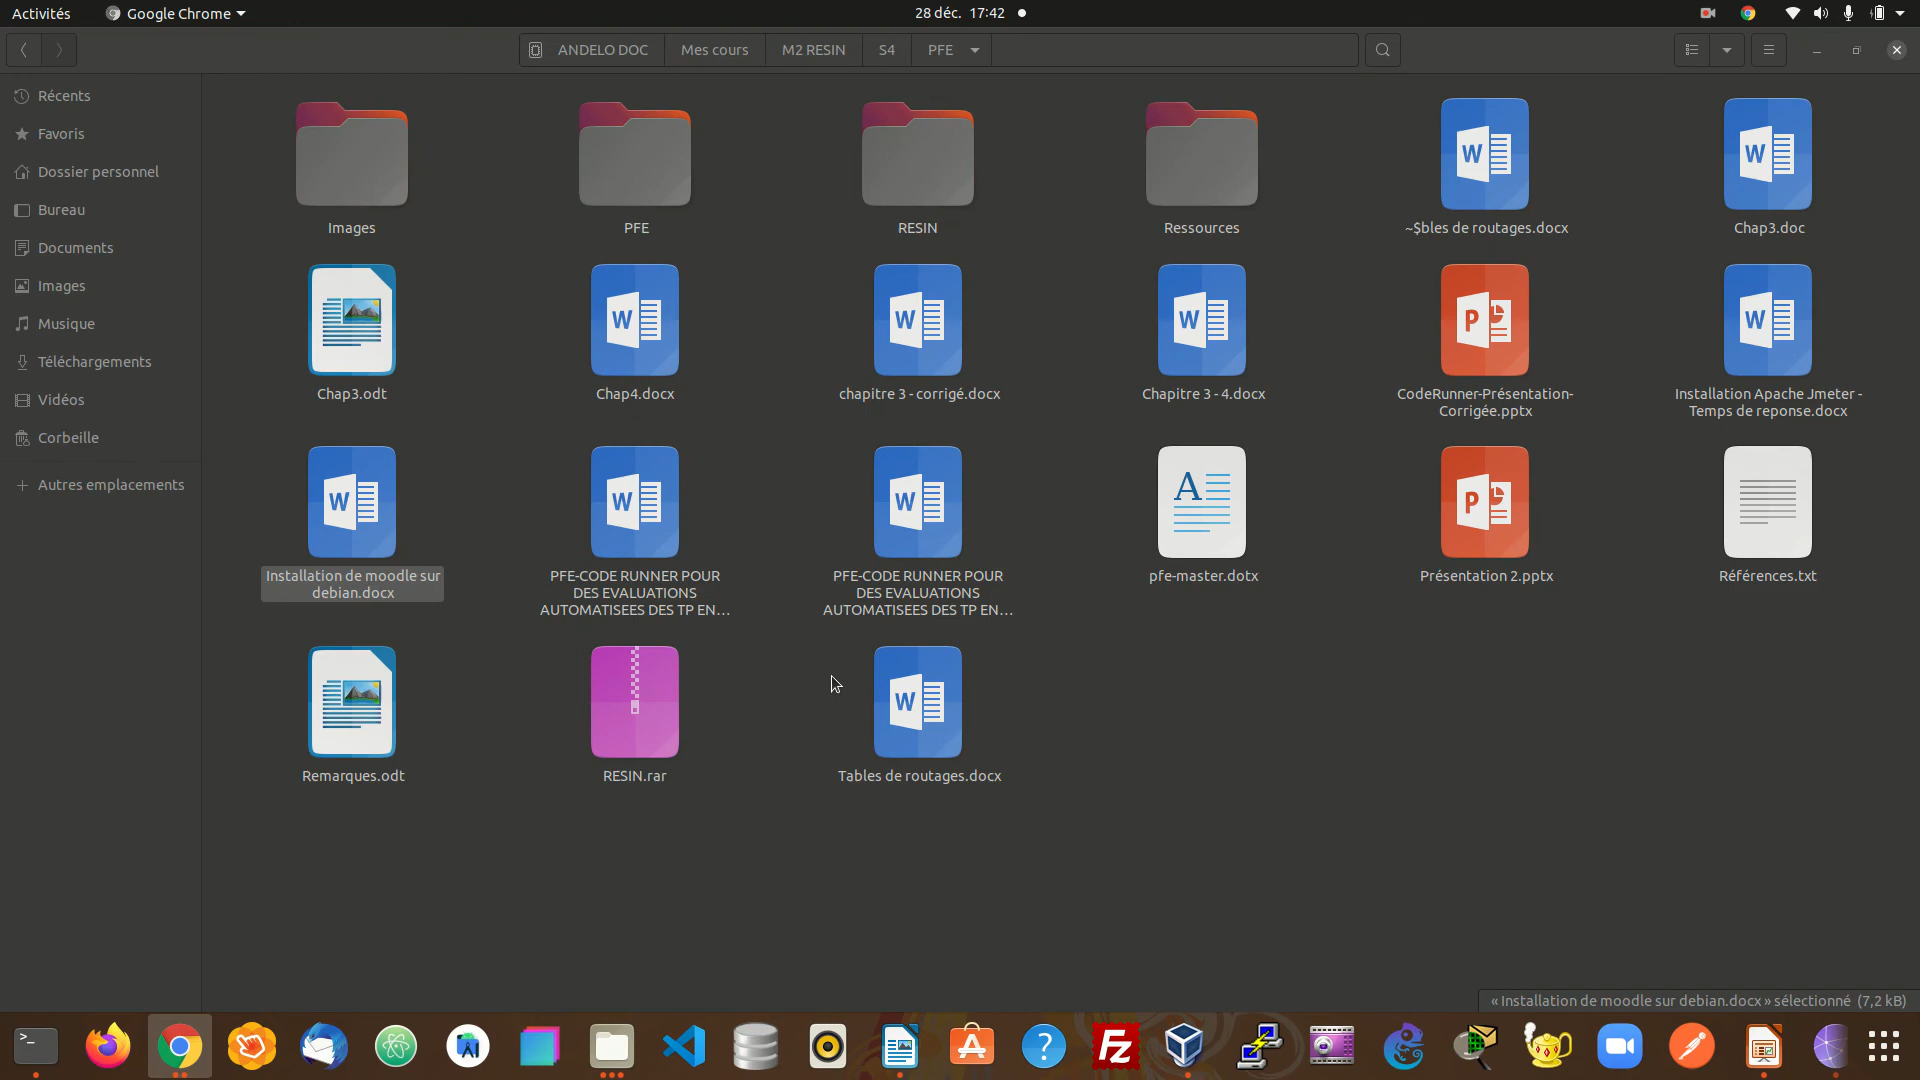 Activités
Google Chrome
28 déc. 17:42
ANDELO DOC
Mes cours
M2 RESIN
S4
PFE
Récents
Favoris
Dossier personnel
Bureau
Documents
Images
Musique
Téléchargements
Vidéos
Corbeille
Autres emplacements
Images
PFE
RESIN
Ressources
~$bles de routages.docx
Chap3.doc
Chap3.odt
Chap4.docx
chapitre 3 - corrigé.docx
Chapitre 3 - 4.docx
CodeRunner-Présentation-
Corrigée.pptx
Installation Apache Jmeter -
Temps de reponse.docx
Installation de moodle sur
debian.docx
PFE-CODE RUNNER POUR
DES EVALUATIONS
AUTOMATISEES DES TP EN…
PFE-CODE RUNNER POUR
DES EVALUATIONS
AUTOMATISEES DES TP EN…
pfe-master.dotx
Présentation 2.pptx
Références.txt
Remarques.odt
RESIN.rar
Tables de routages.docx
« Installation de moodle sur debian.docx » sélectionné (7,2 kB)